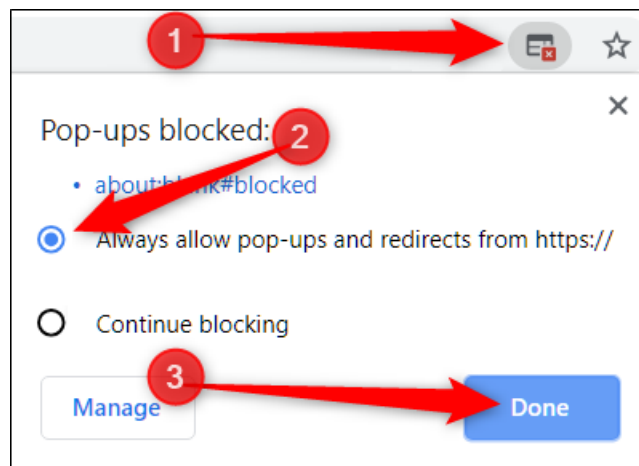 1
Pop-ups blocked:
2
• about:blank#blocked
Always allow pop-ups and redirects from https://
Continue blocking
3
Manage
Done